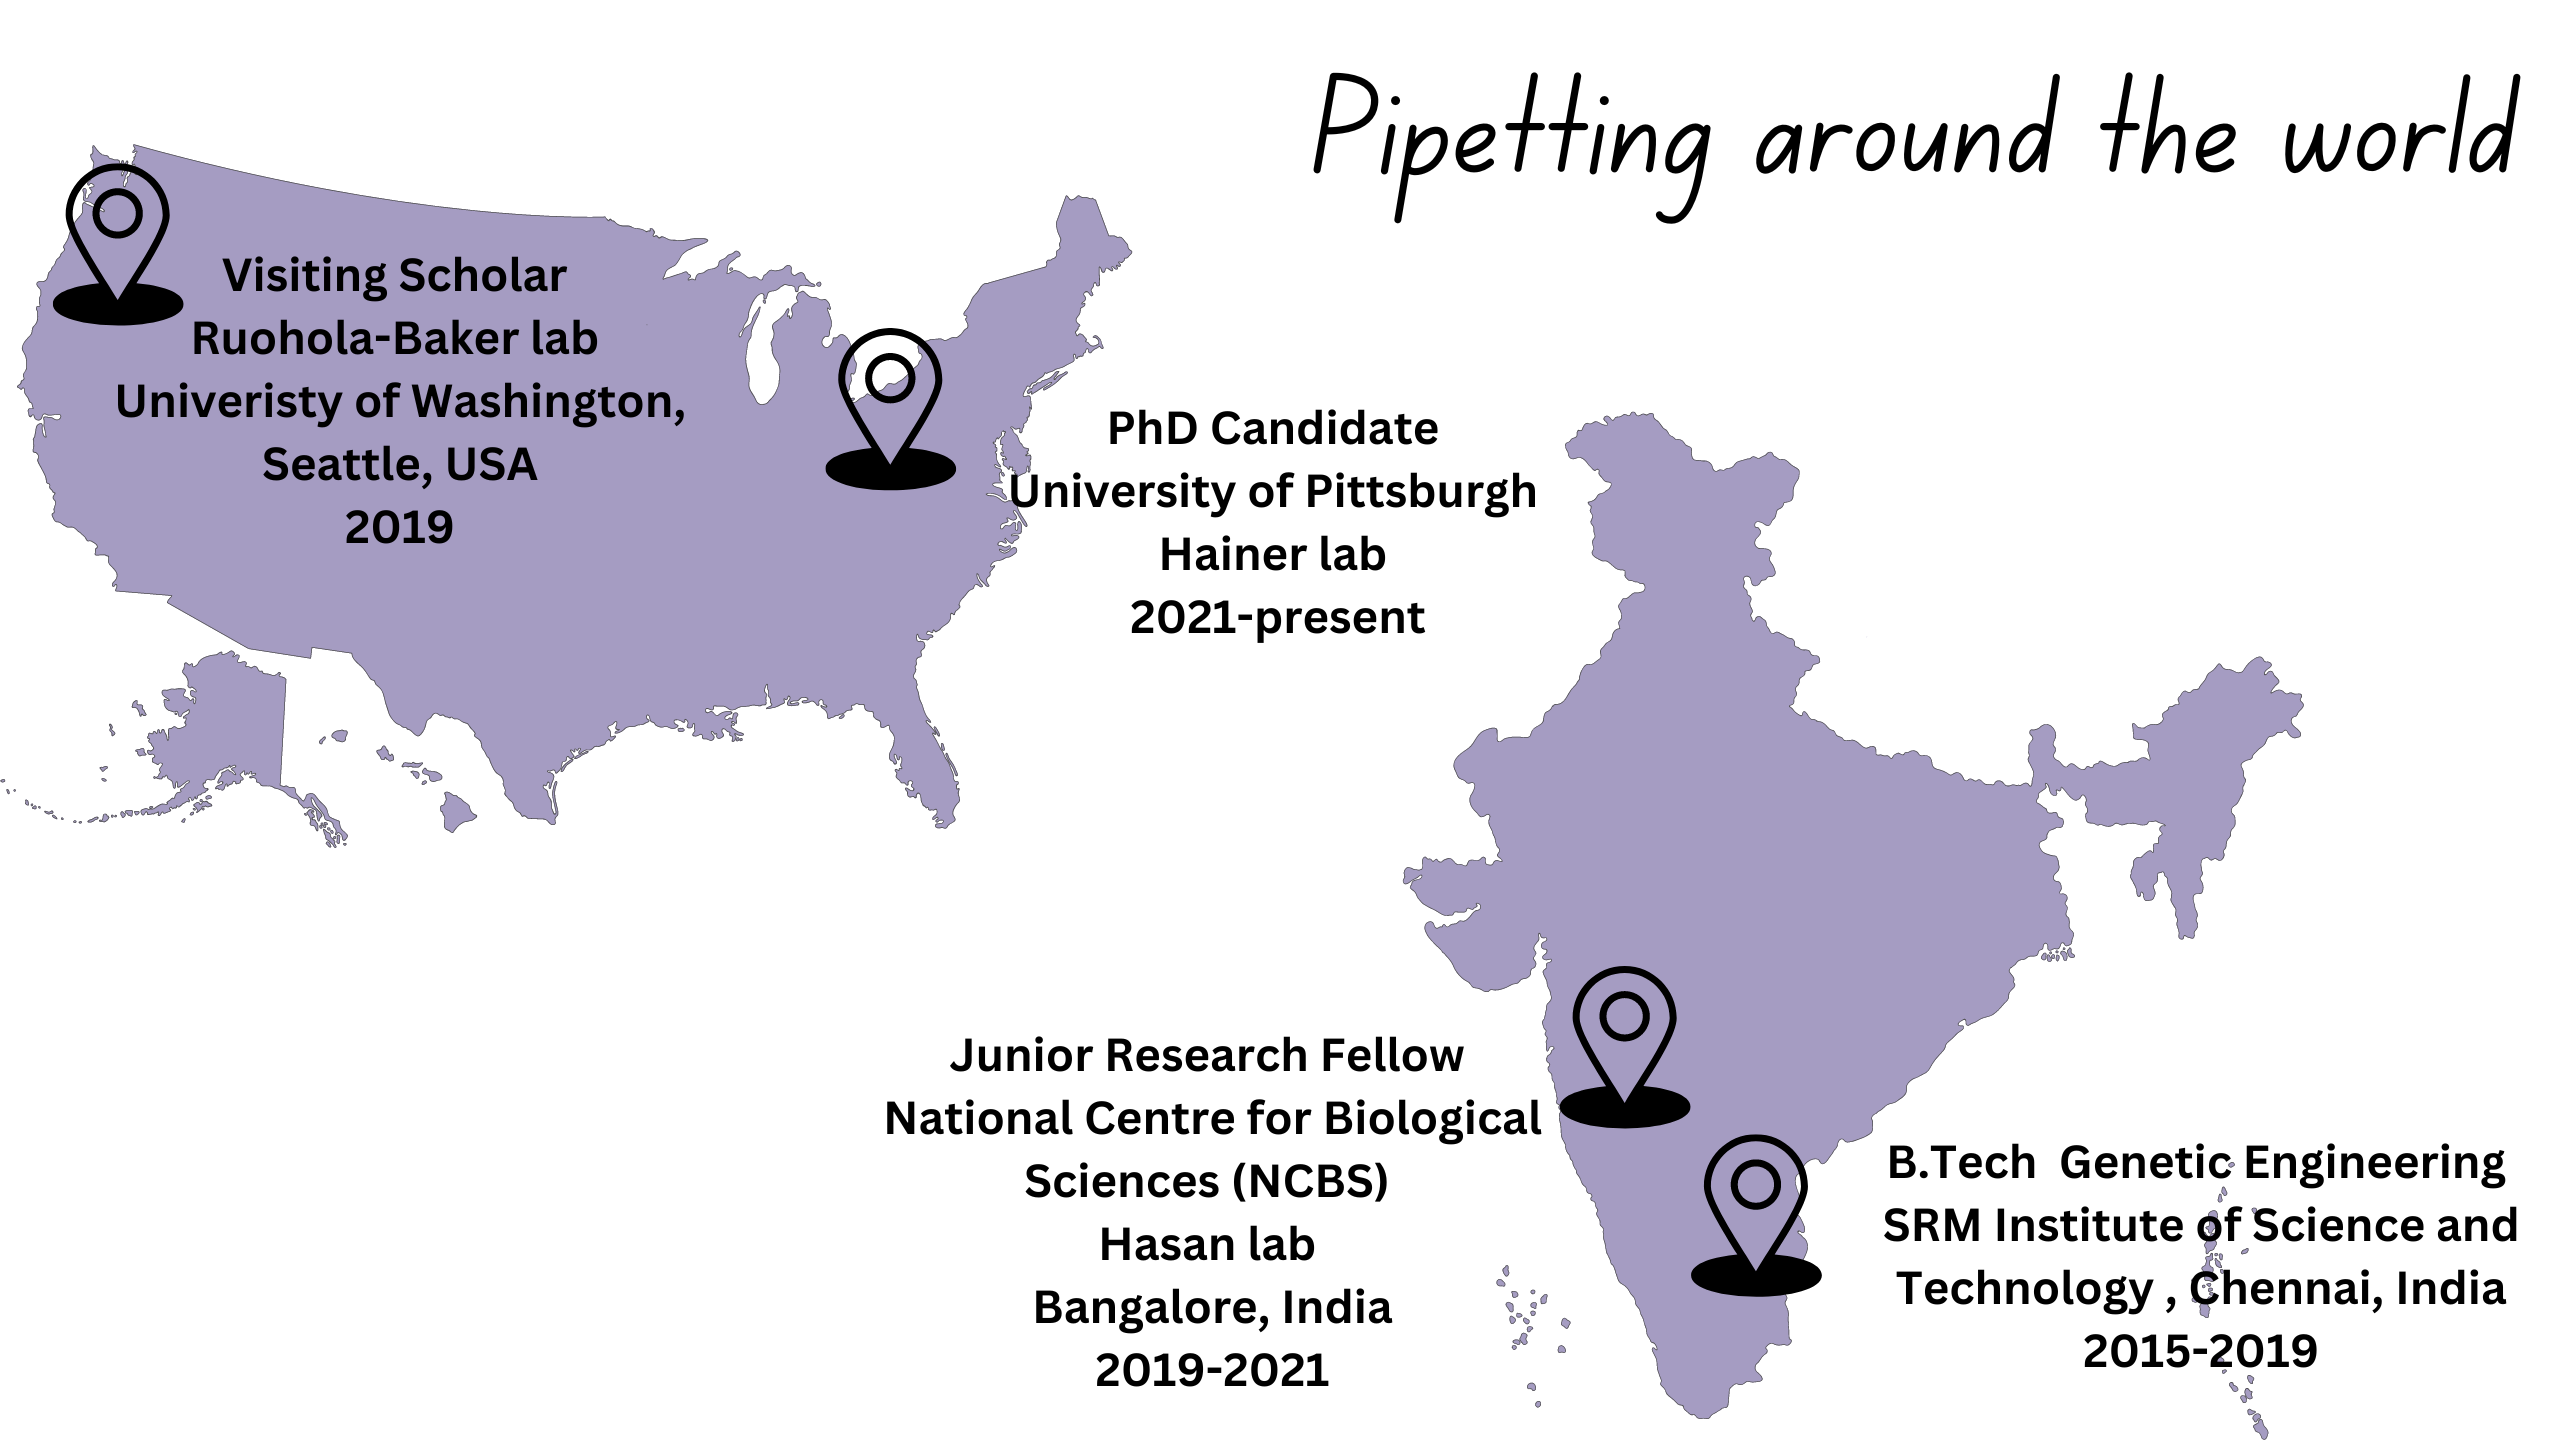 Pipetting around the world
Visiting Scholar
Ruohola-Baker lab
Univeristy of Washington,
Seattle, USA
2019
PhD Candidate
University of Pittsburgh
Hainer lab
2021-present
Junior Research Fellow
National Centre for Biological
Sciences (NCBS)
Hasan lab
Bangalore, India
2019-2021
B.Tech  Genetic Engineering
SRM Institute of Science and
Technology , Chennai, India
2015-2019